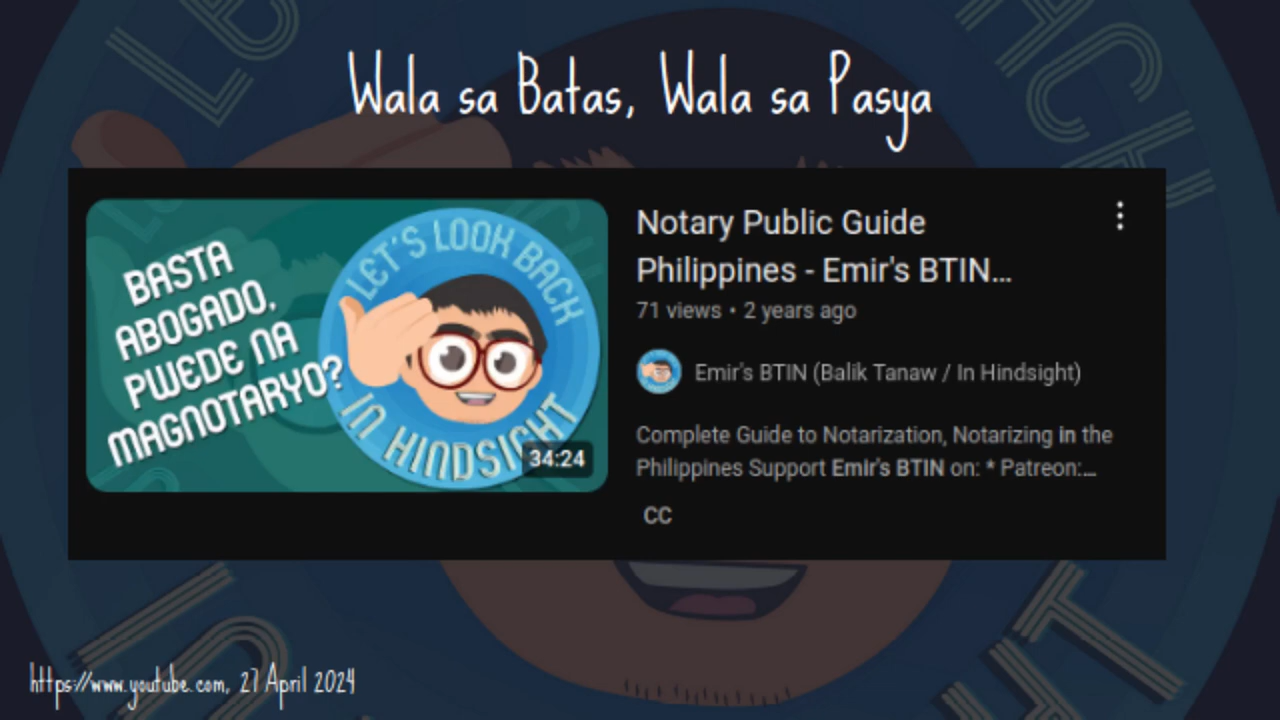 Wala sa Batas, Wala sa Pasya
BASTA
ABOGADO,
PWEDE NA
MAGNOTARYO?
LET'S LOOK BACK
IN HINDSIGHT
34:24
Notary Public Guide
Philippines - Emir's BTIN...
71 views • 2 years ago
Emir's BTIN (Balik Tanaw / In Hindsight)
Complete Guide to Notarization, Notarizing in the
Philippines Support Emir's BTIN on: * Patreon:...
CC
https://www.youtube.com, 27 April 2024